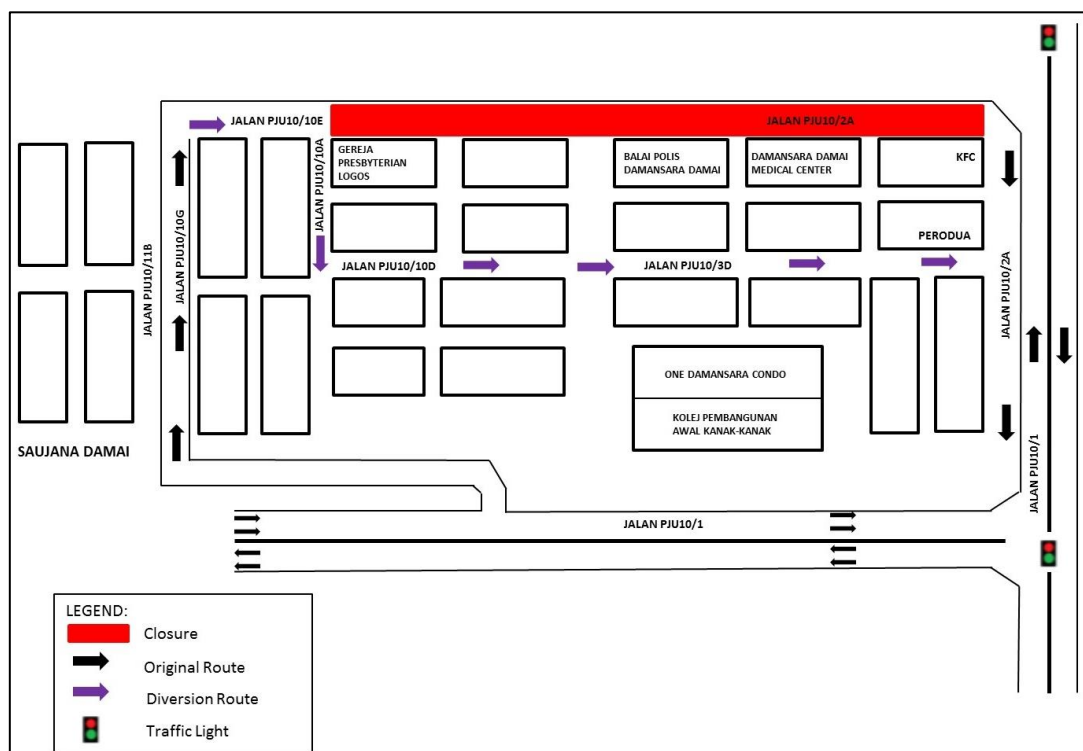 JALAN PJU10/10E
JALAN PJU10/2A
GEREJA
PRESBYTERIAN
LOGOS
BALAI POLIS
DAMANSARA DAMAI
DAMANSARA DAMAI
MEDICAL CENTER
KFC
JALAN PJU10/10A
PERODUA
JALAN PJU10/11B
JALAN PJU10/10G
JALAN PJU10/10D
JALAN PJU10/3D
JALAN PJU10/2A
ONE DAMANSARA CONDO
KOLEJ PEMBANGUNAN
AWAL KANAK-KANAK
SAUJANA DAMAI
JALAN PJU10/1
JALAN PJU10/1
LEGEND:
Closure
Original Route
Diversion Route
Traffic Light